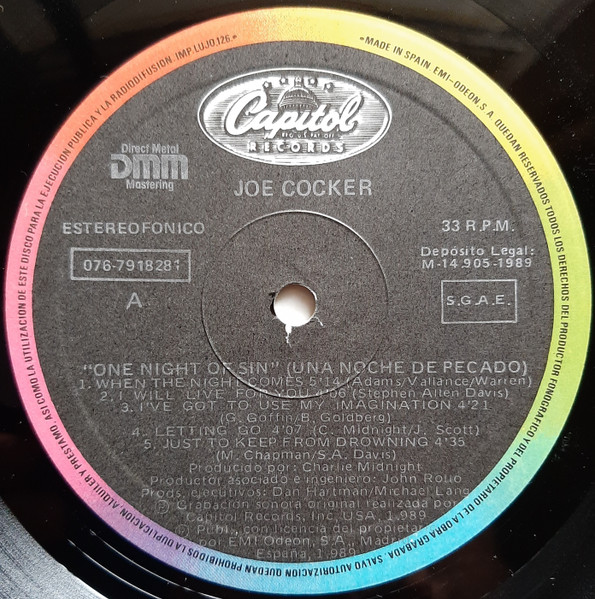 Capitol
RECORDS
Direct Metal
DMM
Mastering
JOE COCKER
ESTEREOFONICO
33 R.P.M.
076-7918281
Depósito Legal:
M-14.905-1989
A
S.G.A.E.
"ONE NIGHT OF SIN" (UNA NOCHE DE PECADO)
1. WHEN THE NIGHT COMES 5'14 (Adams/Vallance/Warren)
2. I WILL LIVE FOR YOU 4'06 (Stephen Allen Davis)
3. I'VE GOT TO USE MY IMAGINATION 4'21
(G. Goffin/B. Goldberg)
4. LETTING GO 4'07 (C. Midnight/J. Scott)
5. JUST TO KEEP FROM DROWNING 4'35
(M. Chapman/S.A. Davis)
Producido por: Charlie Midnight
Productor asociado e ingeniero: John Rollo
Prods. ejecutivos: Dan Hartman/Michael Lang
Ⓟ Grabación sonora original realizada por
Capitol Records, Inc. USA. 1.989
Ⓟ Publ. con licencia del propietario
por EMI Odeon, S.A., Madrid
España, 1.989
•MADE IN SPAIN. EMI-ODEON, S.A. QUEDAN RESERVADOS TODOS LOS DERECHOS DEL PRODUCTOR FONOGRAFICO Y DEL PROPIETARIO DE LA OBRA GRABADA. SALVO AUTORIZACION QUEDAN PROHIBIDOS LA DUPLICACION, ALQUILER Y PRESTAMO, ASI COMO LA UTILIZACION DE ESTE DISCO PARA LA EJECUCION PUBLICA Y LA RADIODIFUSION. IMP. LUJO, 126.•